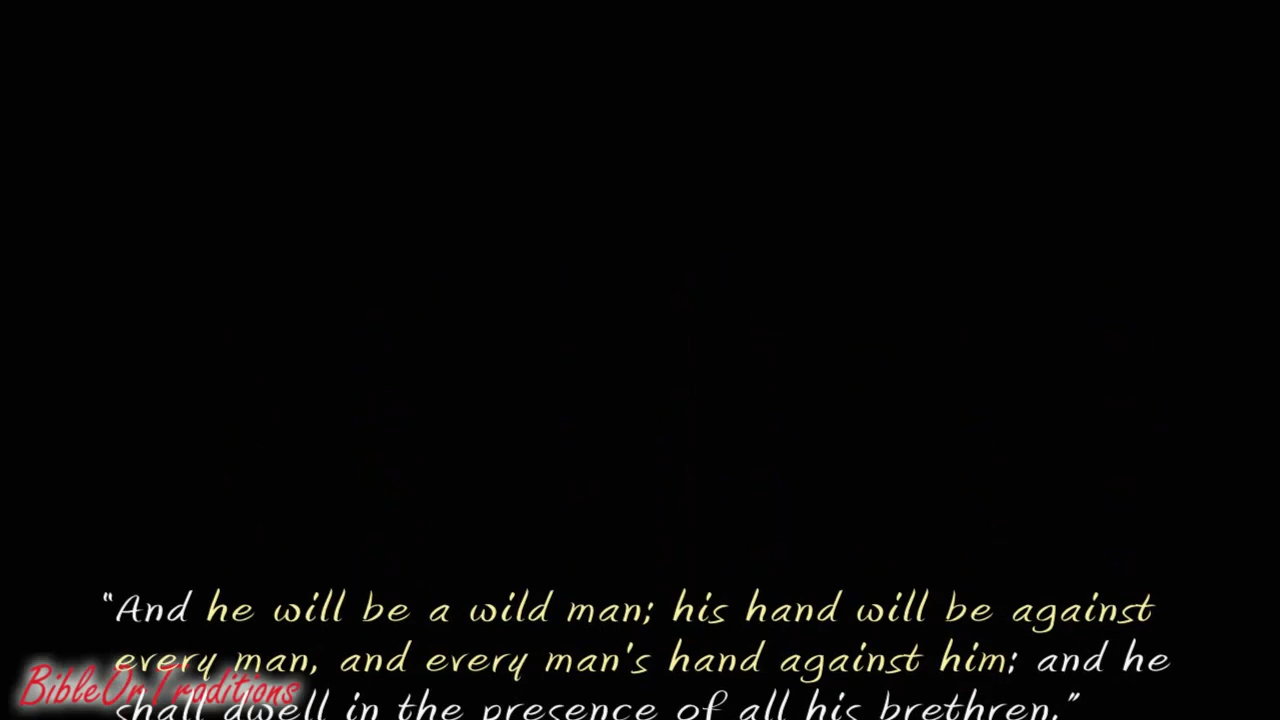 “And he will be a wild man; his hand will be against
every man, and every man's hand against him; and he
shall dwell in the presence of all his brethren.”
BibleOrTraditions